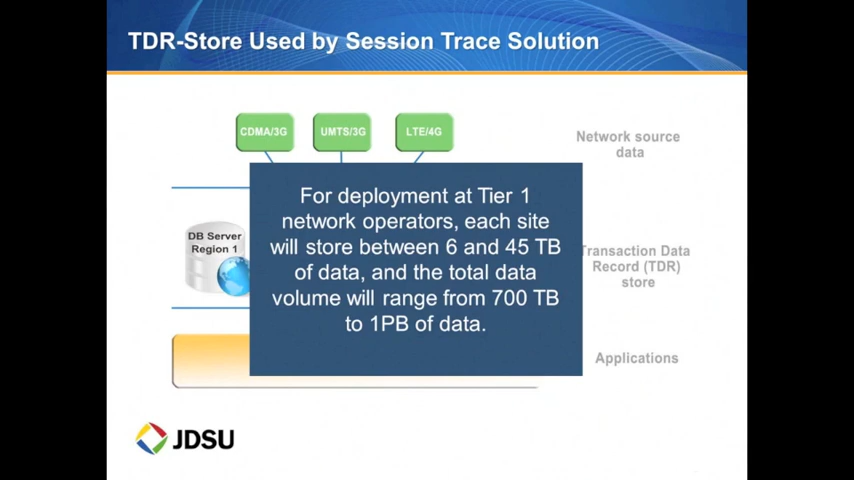 TDR-Store Used by Session Trace Solution
CDMA/3G
UMTS/3G
LTE/4G
Network source
data
For deployment at Tier 1
network operators, each site
will store between 6 and 45 TB
of data, and the total data
volume will range from 700 TB
to 1PB of data.
DB Server
Region 1
Transaction Data
Record (TDR)
store
Applications
JDSU